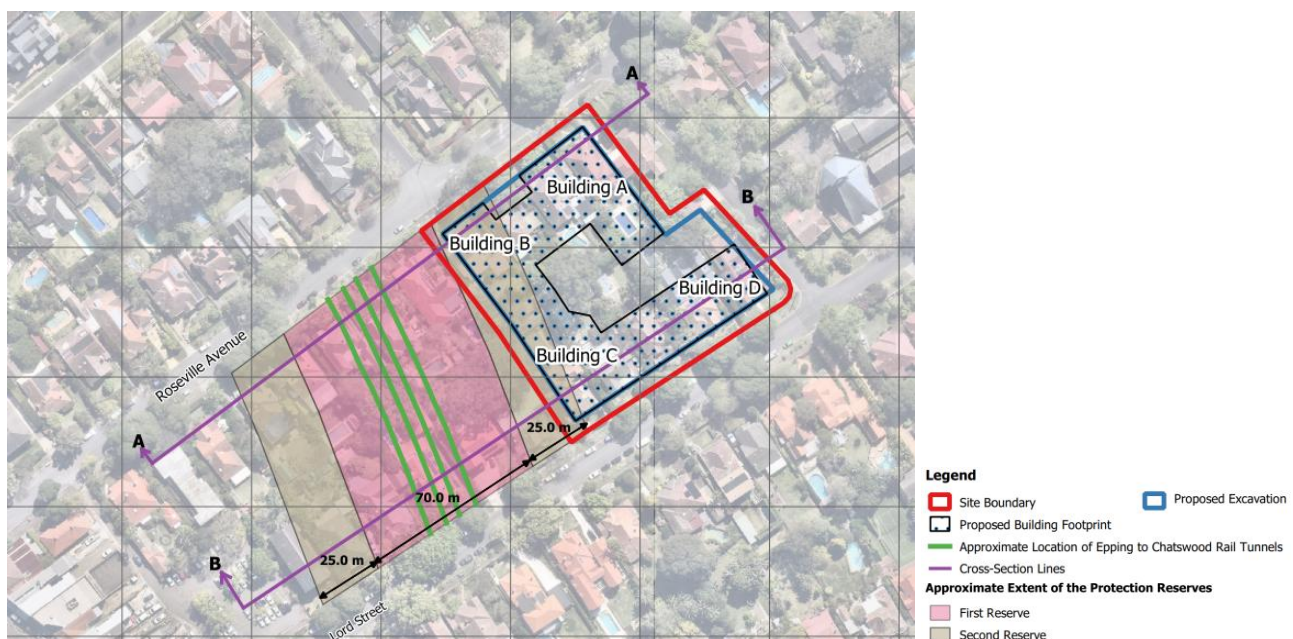 A
B
Building A
Building B
Building D
Building C
Roseville Avenue
A
25.0 m
70.0 m
B
25.0 m
Lord Street
Legend
Site Boundary
Proposed Excavation
Proposed Building Footprint
Approximate Location of Epping to Chatswood Rail Tunnels
Cross-Section Lines
Approximate Extent of the Protection Reserves
First Reserve
Second Reserve